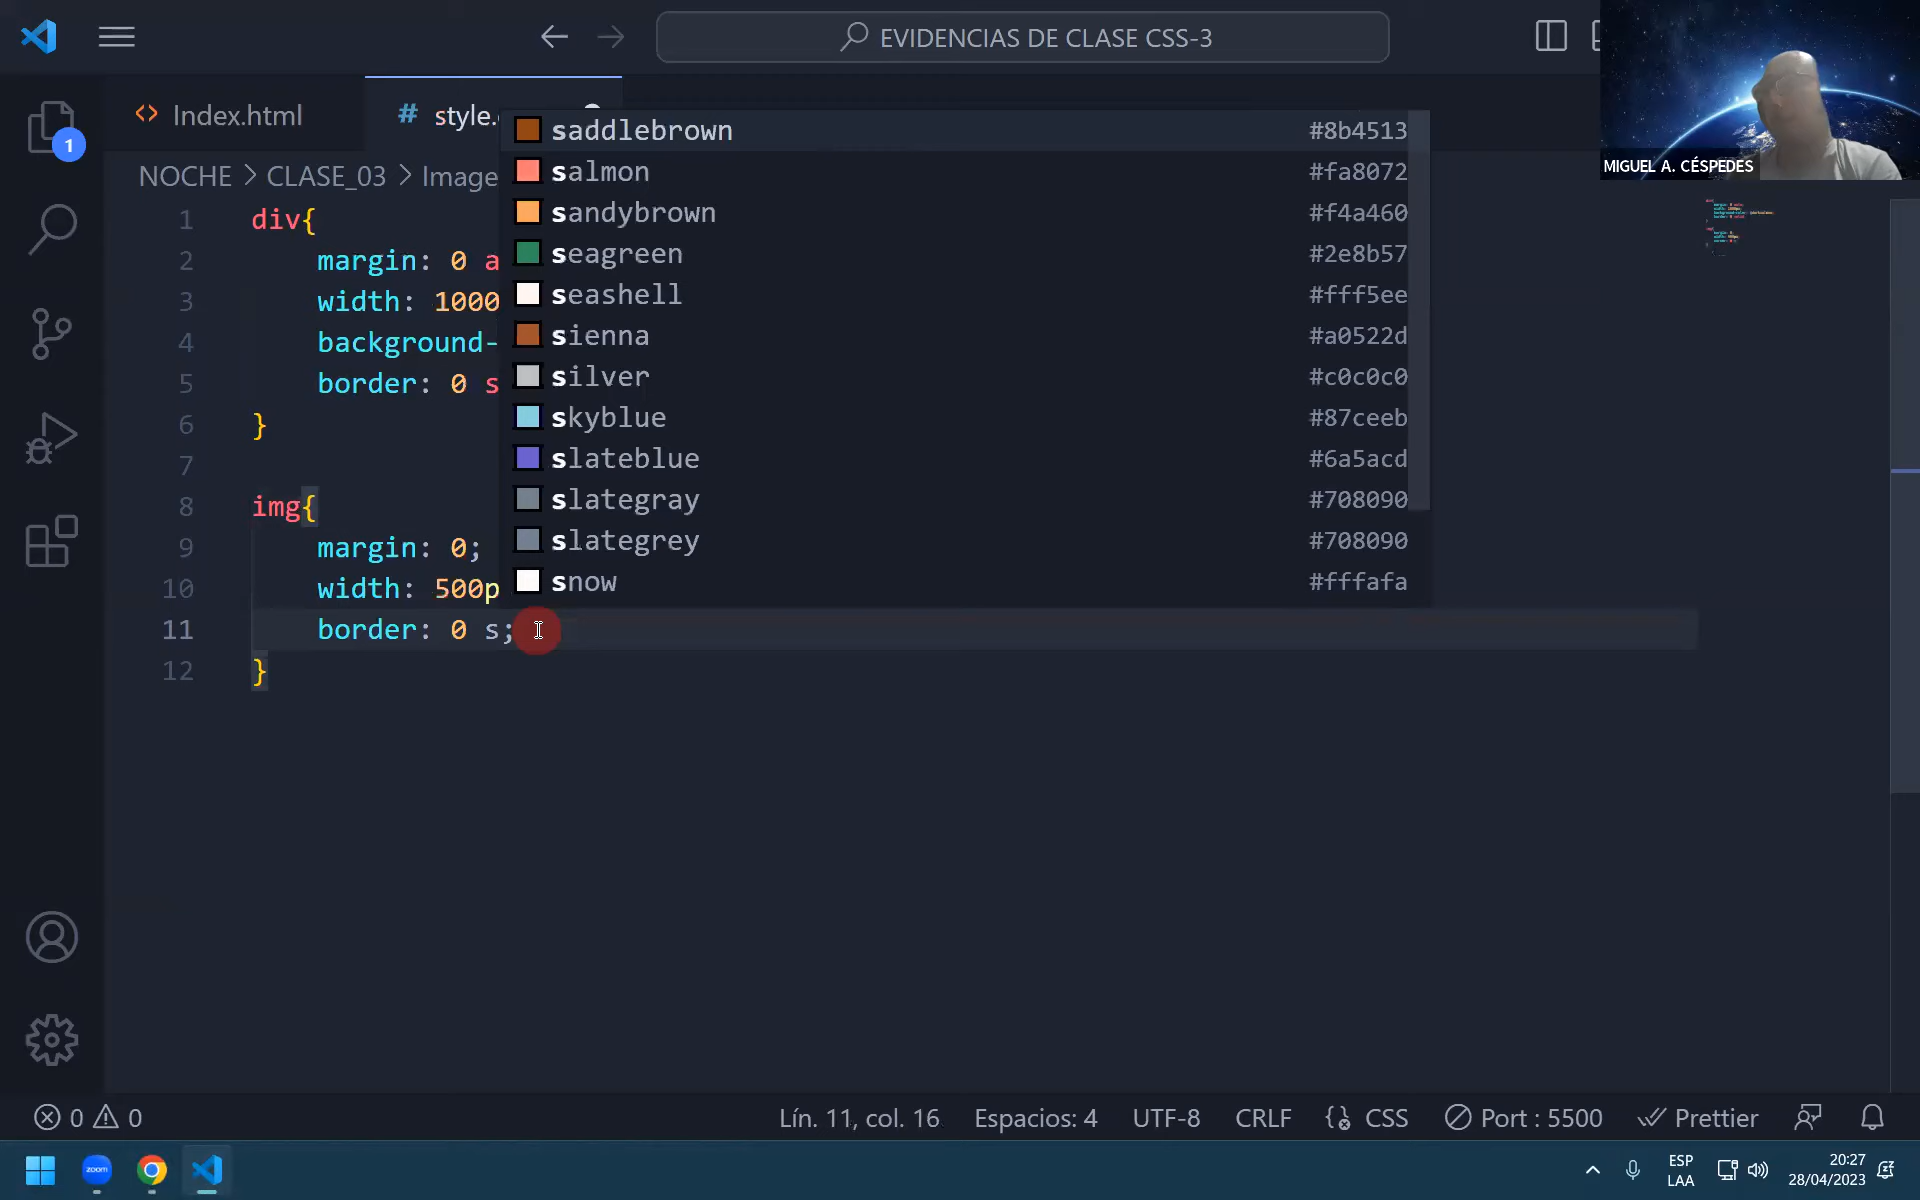 EVIDENCIAS DE CLASE CSS-3
MIGUEL A. CÉSPEDES
1
Index.html
# style.
NOCHE > CLASE_03 > Image
1 div{
2 margin: 0 a
3 width: 1000
4 background-
5 border: 0 s
6 }
7
8 img{
9 margin: 0;
10 width: 500p
11 border: 0 s;
12 }
saddlebrown #8b4513
salmon #fa8072
sandybrown #f4a460
seagreen #2e8b57
seashell #fff5ee
sienna #a0522d
silver #c0c0c0
skyblue #87ceeb
slateblue #6a5acd
slategray #708090
slategrey #708090
snow #fffafa
0 0 Lín. 11, col. 16 Espacios: 4 UTF-8 CRLF {} CSS Port : 5500 Prettier
zoom
ESP
LAA
20:27
28/04/2023